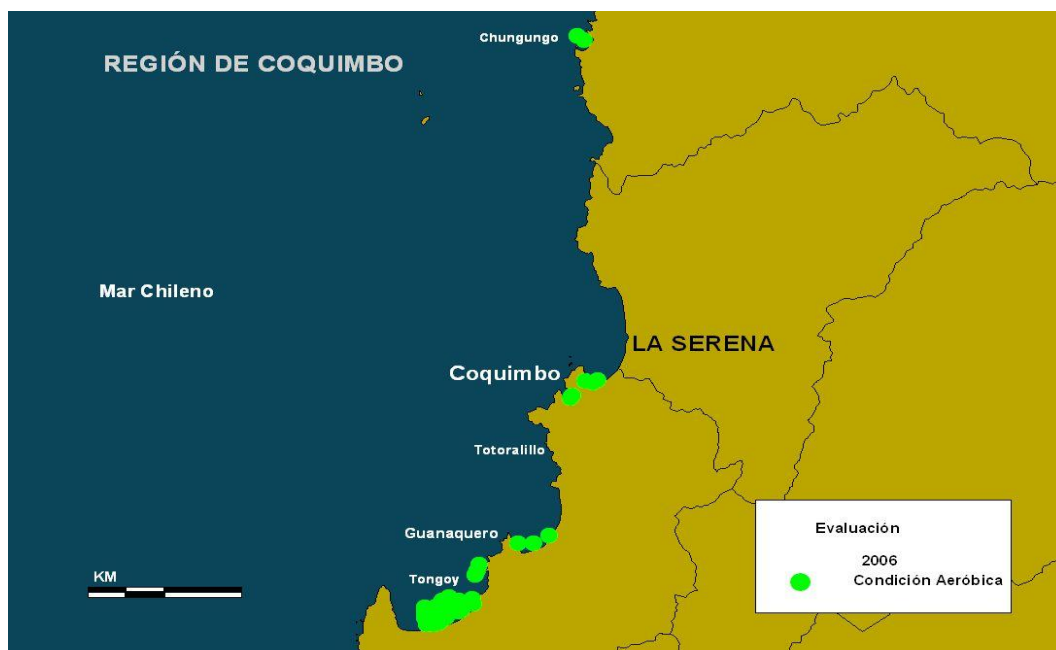 Chungungo
REGIÓN DE COQUIMBO
Mar Chileno
LA SERENA
Coquimbo
Totoralillo
Guanaquero
Tongoy
KM
Evaluación
2006
Condición Aeróbica